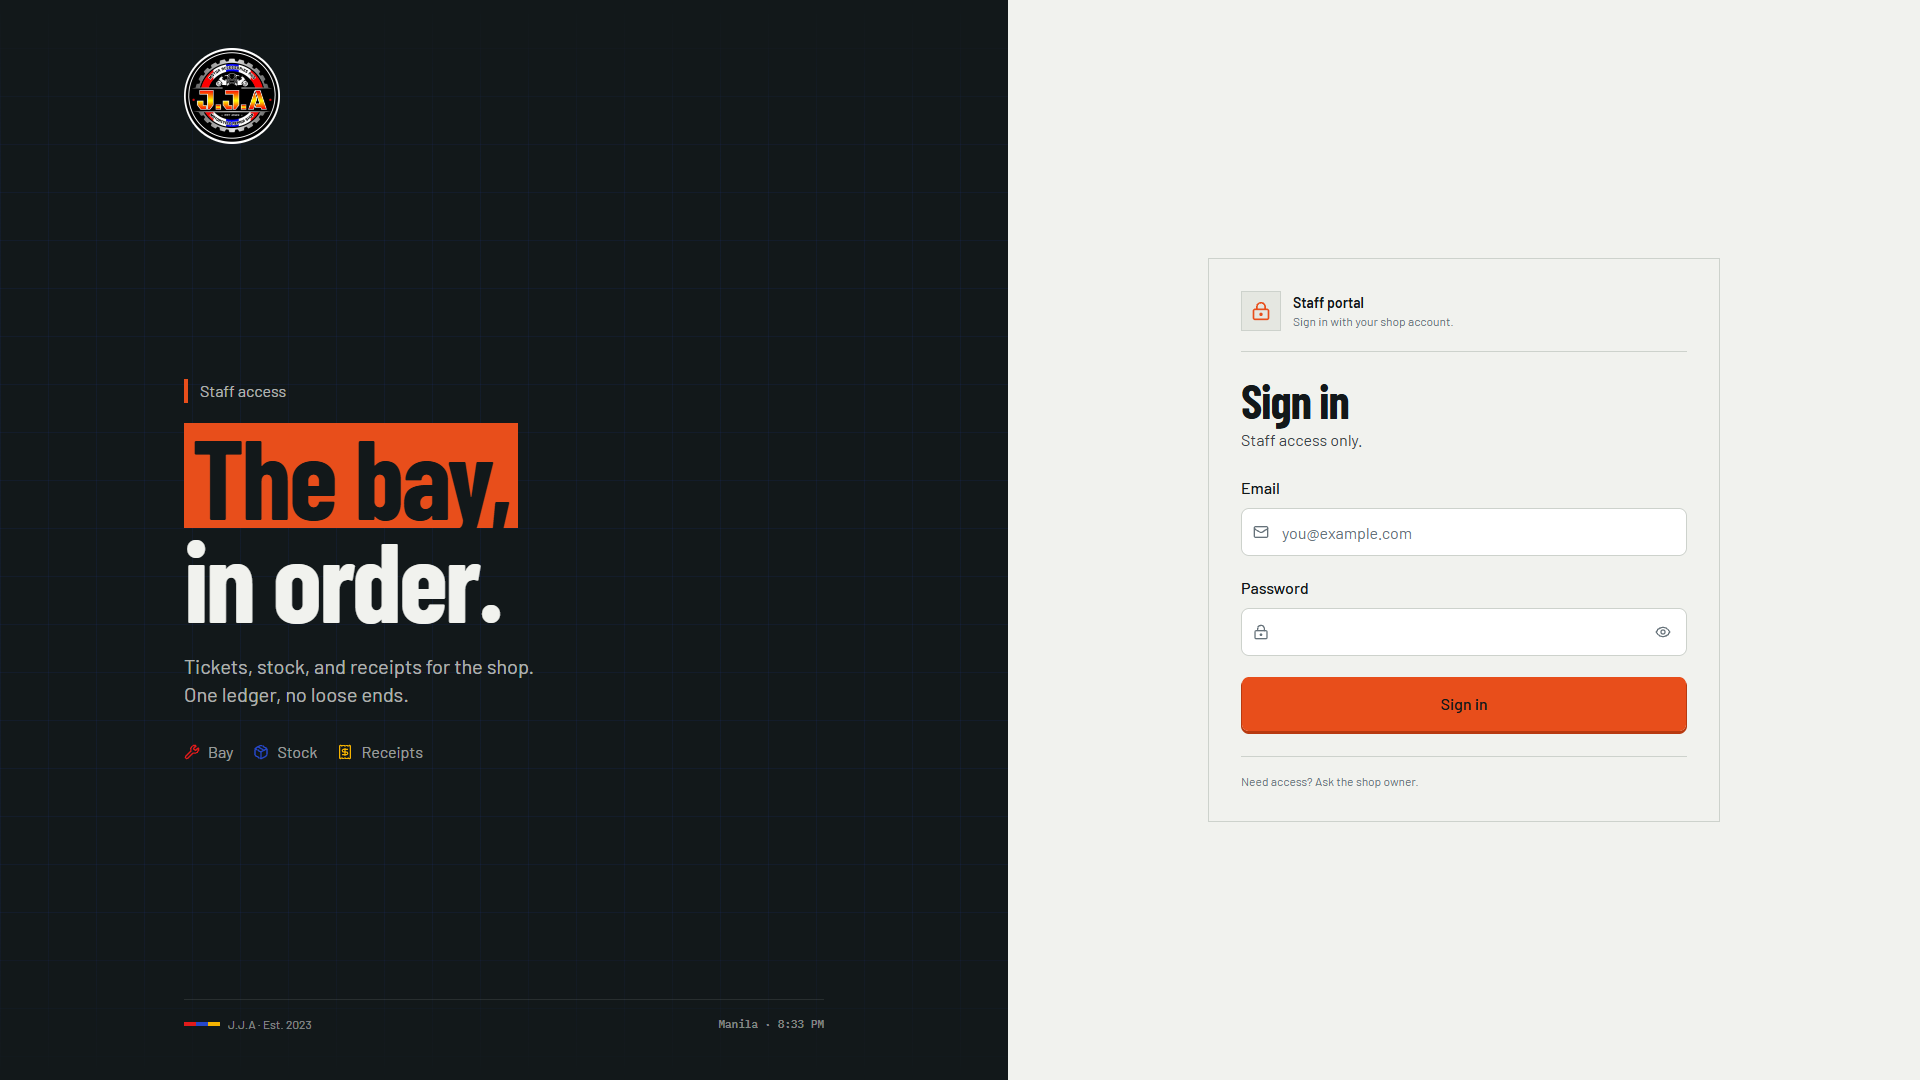 J.J.A
Staff access
The bay,
in order.
Tickets, stock, and receipts for the shop.
One ledger, no loose ends.
Bay
Stock
Receipts
J.J.A · Est. 2023
Manila · 8:33 PM
Staff portal
Sign in with your shop account.
Sign in
Staff access only.
Email
you@example.com
Password
Sign in
Need access? Ask the shop owner.